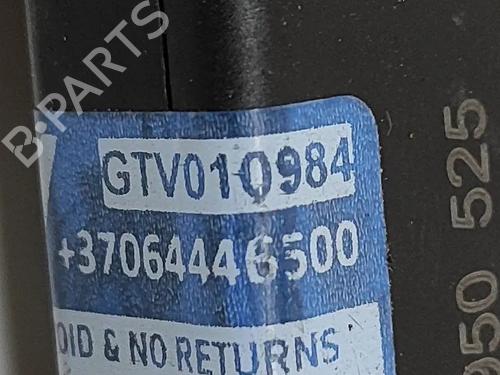 B-PARTS
GTV010984
+37064446500
OID & NO RETURNS
950 525